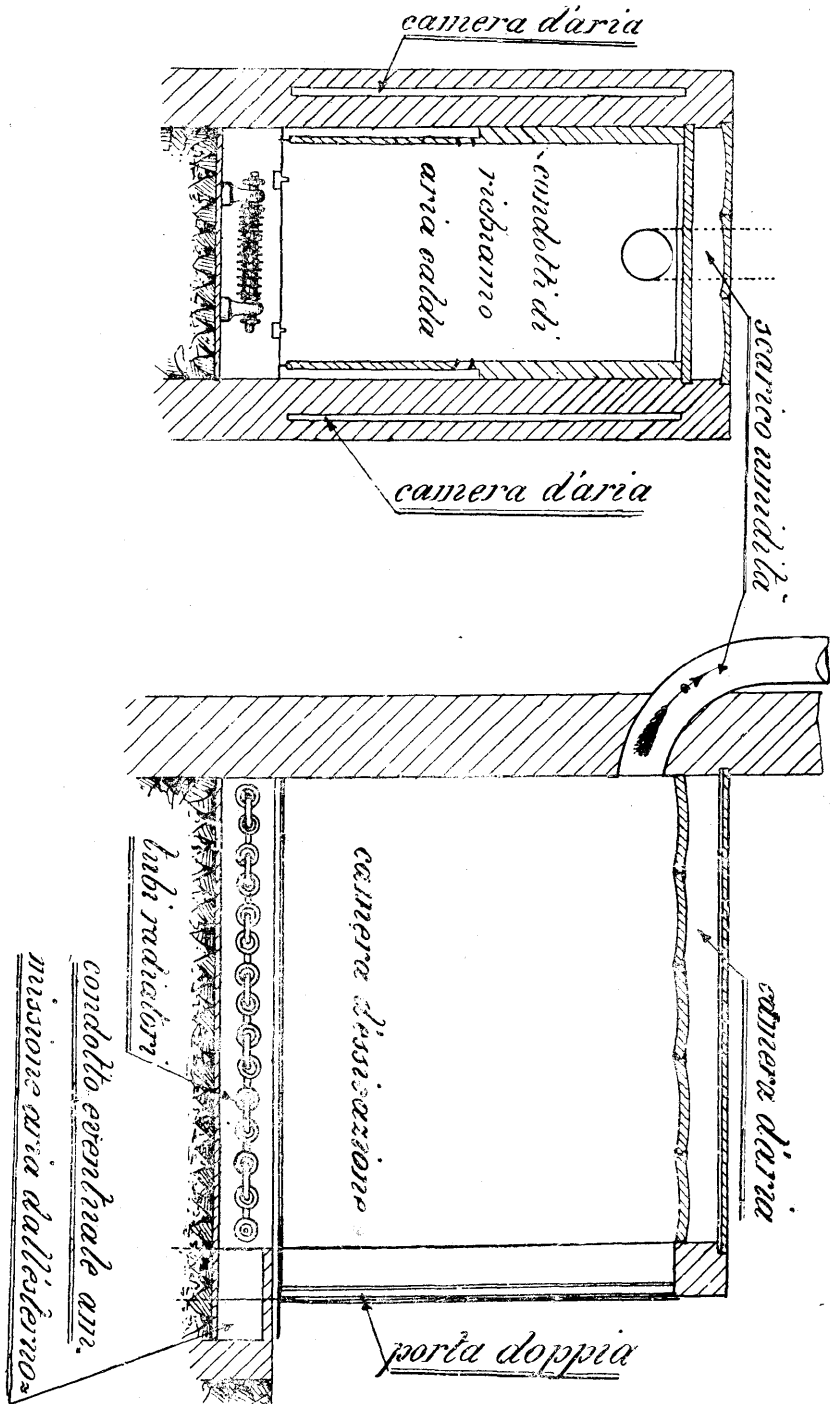 camera d'aria
condotti di
richiamo
aria calda
scarico umidità
camera d'aria
camera d'essicazione
camera d'aria
tubi radiatori
condotto eventuale am.
missione aria dall'esterno
porta doppia